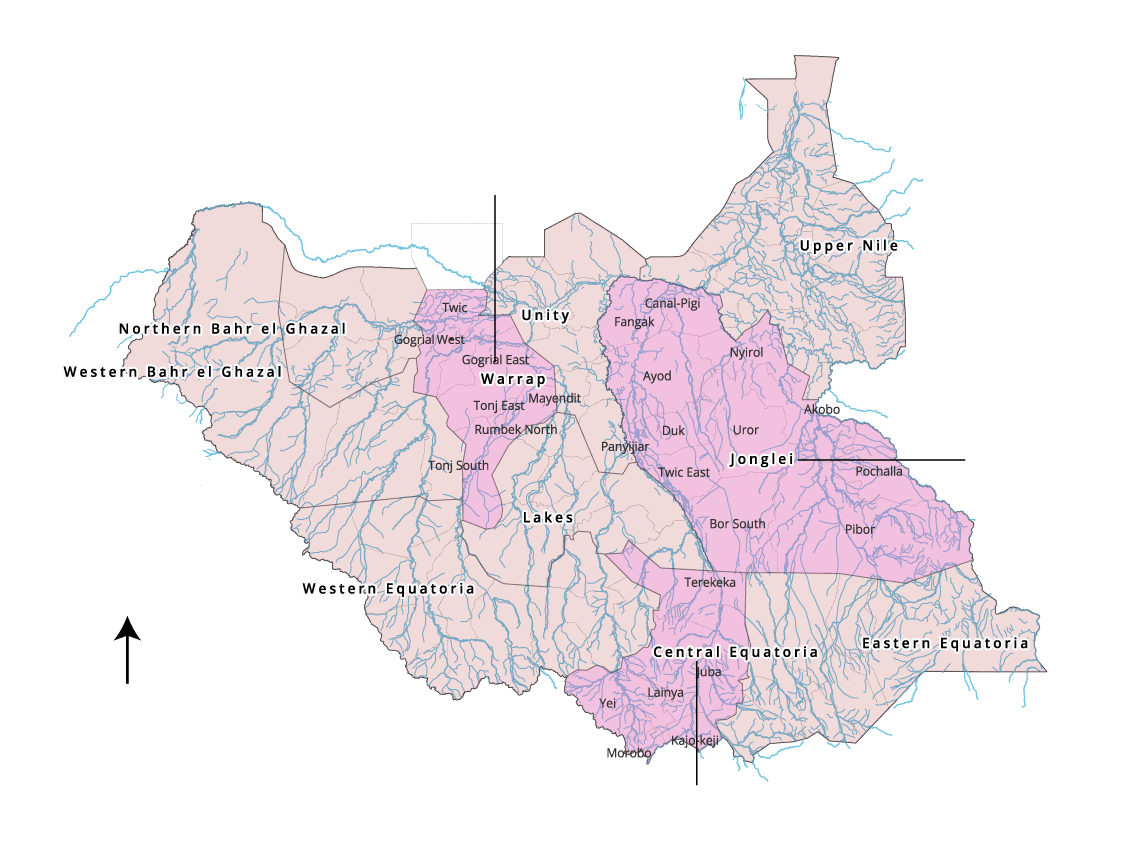 Upper Nile
Canal-Pigi
Twic
Unity
Fangak
Northern Bahr el Ghazal
Gogrial West
Nyirol
Gogrial East
Western Bahr el Ghazal
Warrap
Ayod
Mayendit
Tonj East
Akobo
Rumbek North
Duk
Uror
Panyijiar
Jonglei
Tonj South
Twic East
Pochalla
Lakes
Bor South
Pibor
Terekeka
Western Equatoria
Eastern Equatoria
Central Equatoria
Juba
Lainya
Yei
Kajo-keji
Morobo